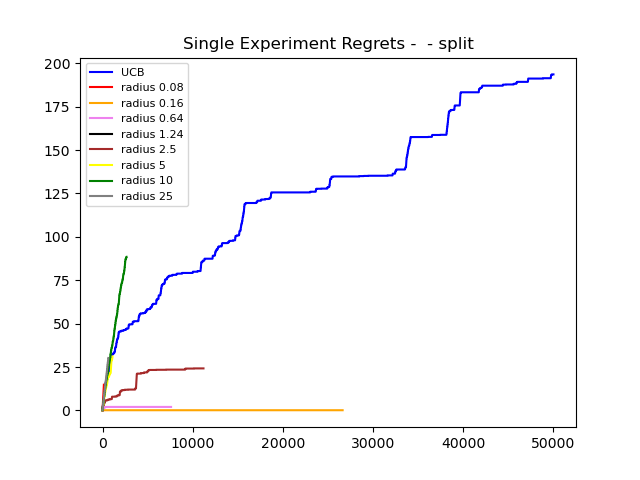 Single Experiment Regrets -  - split
UCB
radius 0.08
radius 0.16
radius 0.64
radius 1.24
radius 2.5
radius 5
radius 10
radius 25
200
175
150
125
100
75
50
25
0
0 10000 20000 30000 40000 50000